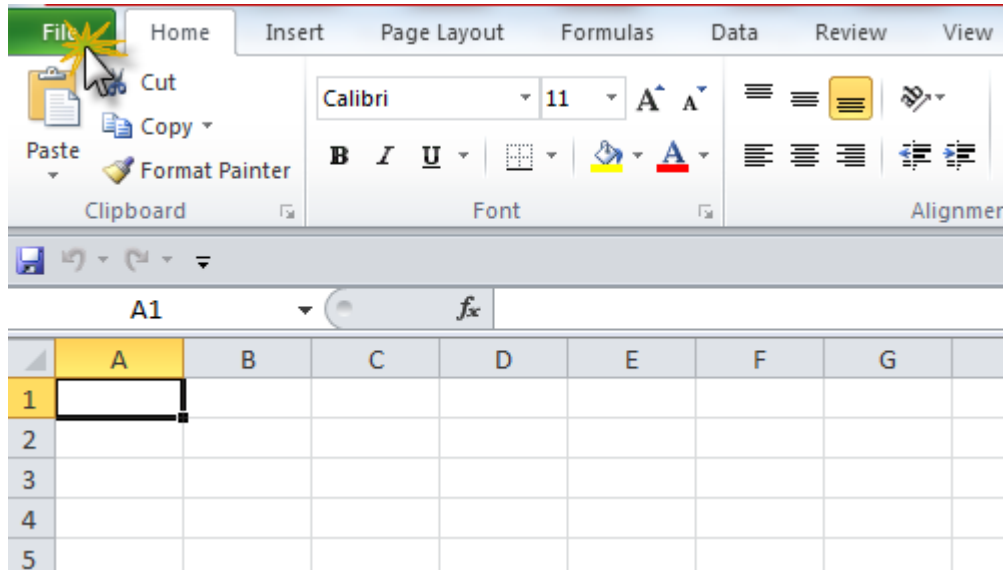 File Home Insert Page Layout Formulas Data Review View
Cut
Calibri 11 A A
Copy
Paste
B I U A
Format Painter
Clipboard Font
A1 fx
A B C D E F G
1
2
3
4
5